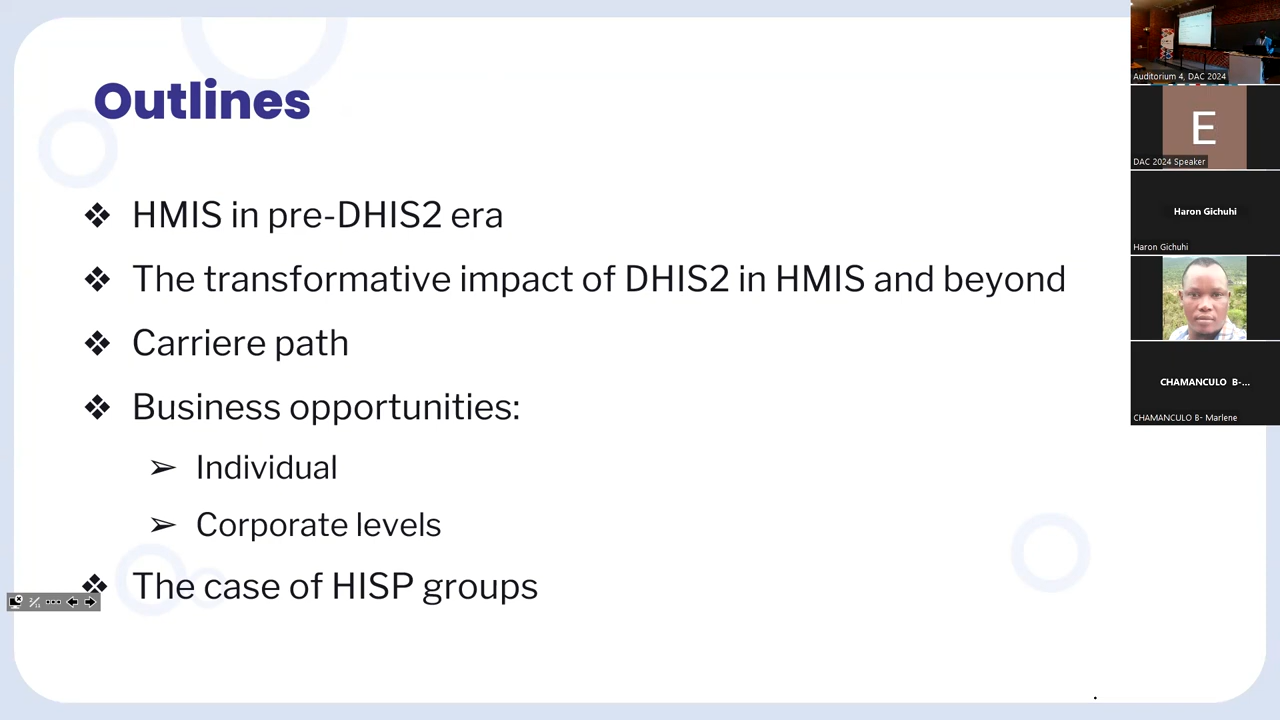 Outlines
❖ HMIS in pre-DHIS2 era
❖ The transformative impact of DHIS2 in HMIS and beyond
❖ Carriere path
❖ Business opportunities:
➢ Individual
➢ Corporate levels
❖ The case of HISP groups
Auditorium 4, DAC 2024
E
DAC 2024 Speaker
Haron Gichuhi
Haron Gichuhi
CHAMANCULO B-...
CHAMANCULO B- Marlene